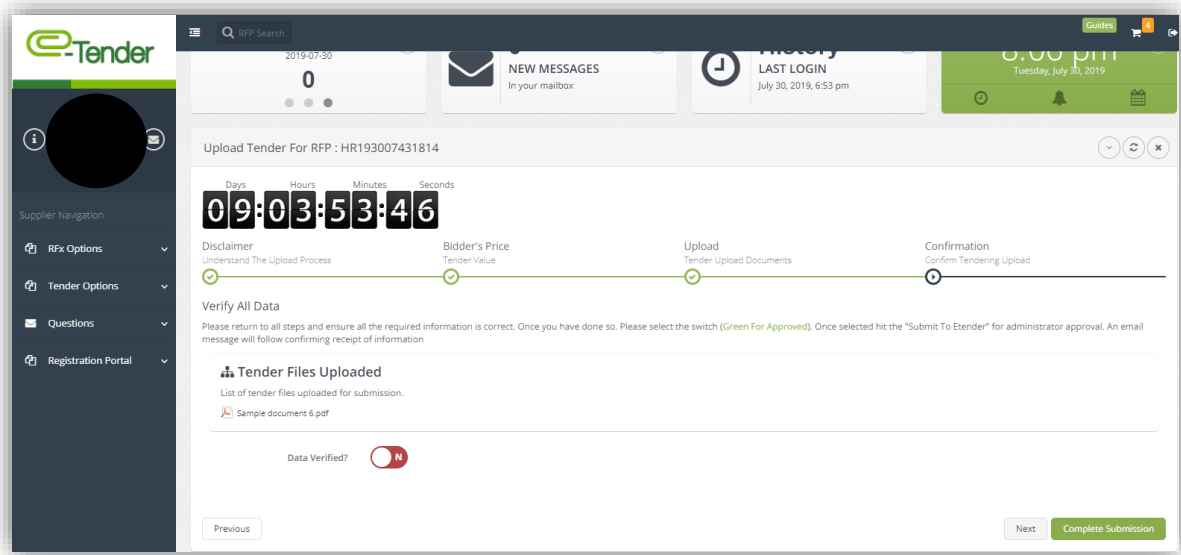 e-Tender
RFP Search
Guides
4
2019-07-30
0
NEW MESSAGES
In your mailbox
History
LAST LOGIN
July 30, 2019, 6:53 pm
8:00 pm
Tuesday, July 30, 2019
Supplier Navigation
RFx Options
Tender Options
Questions
Registration Portal
Upload Tender For RFP : HR193007431814
Days Hours Minutes Seconds
09:03:53:46
Disclaimer
Understand The Upload Process
Bidder's Price
Tender Value
Upload
Tender Upload Documents
Confirmation
Confirm Tendering Upload
Verify All Data
Please return to all steps and ensure all the required information is correct. Once you have done so. Please select the switch (Green For Approved). Once selected hit the "Submit To Etender" for administrator approval. An email
message will follow confirming receipt of information
Tender Files Uploaded
List of tender files uploaded for submission.
Sample document 6.pdf
Data Verified?
N
Previous
Next
Complete Submission